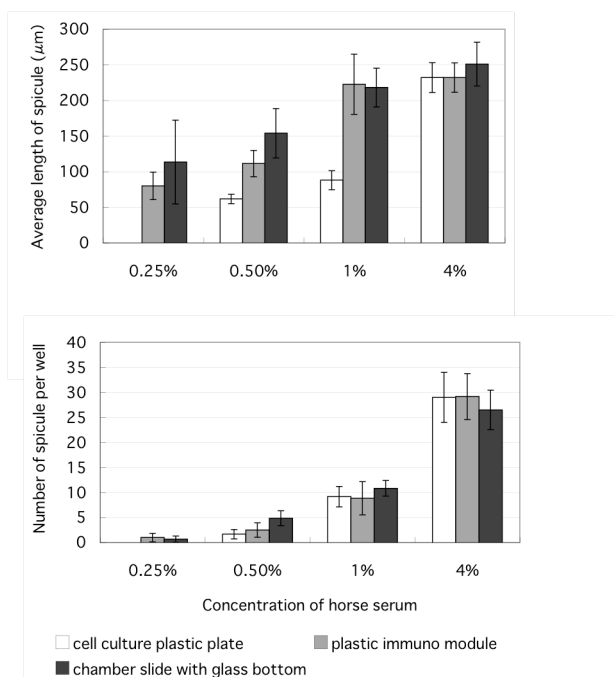 Average length of spicule (μm)
300
250
200
150
100
50
0
0.25% 0.50% 1% 4%
Number of spicule per well
40
35
30
25
20
15
10
5
0
0.25% 0.50% 1% 4%
Concentration of horse serum
cell culture plastic plate plastic immuno module
chamber slide with glass bottom